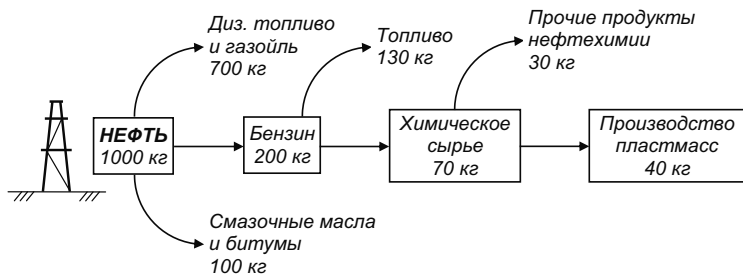 Диз. топливо
и газойль
700 кг
Топливо
130 кг
Прочие продукты
нефтехимии
30 кг
НЕФТЬ
1000 кг
Бензин
200 кг
Химическое
сырье
70 кг
Производство
пластмасс
40 кг
Смазочные масла
и битумы
100 кг